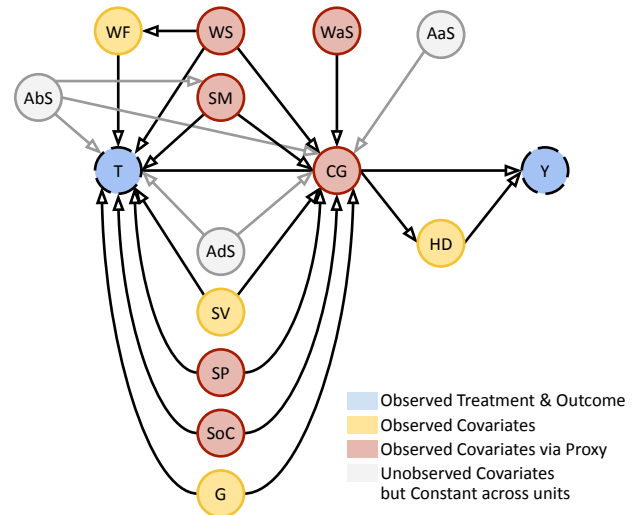 WF
WS
WaS
AaS
AbS
SM
T
CG
Y
HD
AdS
SV
SP
SoC
G
Observed Treatment & Outcome
Observed Covariates
Observed Covariates via Proxy
Unobserved Covariates
but Constant across units